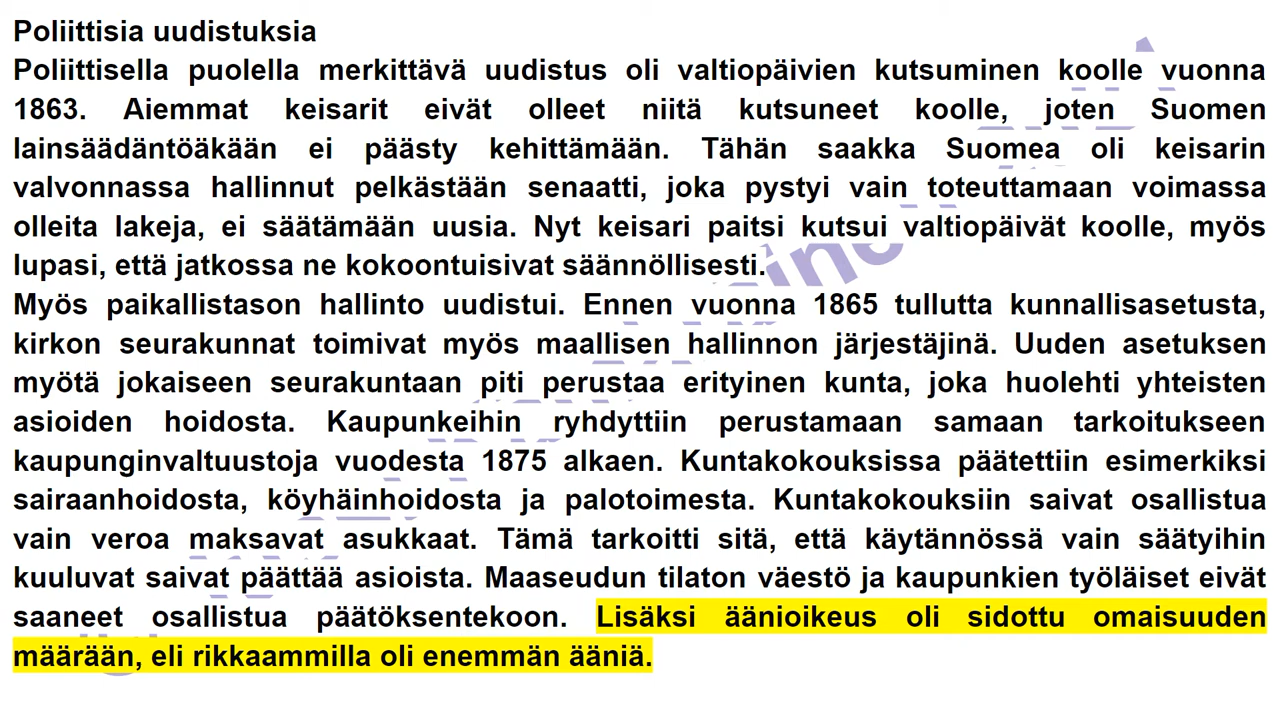 Poliittisia uudistuksia
Poliittisella puolella merkittävä uudistus oli valtiopäivien kutsuminen koolle vuonna
1863. Aiemmat keisarit eivät olleet niitä kutsuneet koolle, joten Suomen
lainsäädäntöäkään ei päästy kehittämään. Tähän saakka Suomea oli keisarin
valvonnassa hallinnut pelkästään senaatti, joka pystyi vain toteuttamaan voimassa
olleita lakeja, ei säätämään uusia. Nyt keisari paitsi kutsui valtiopäivät koolle, myös
lupasi, että jatkossa ne kokoontuisivat säännöllisesti.
Myös paikallistason hallinto uudistui. Ennen vuonna 1865 tullutta kunnallisasetusta,
kirkon seurakunnat toimivat myös maallisen hallinnon järjestäjinä. Uuden asetuksen
myötä jokaiseen seurakuntaan piti perustaa erityinen kunta, joka huolehti yhteisten
asioiden hoidosta. Kaupunkeihin ryhdyttiin perustamaan samaan tarkoitukseen
kaupunginvaltuustoja vuodesta 1875 alkaen. Kuntakokouksissa päätettiin esimerkiksi
sairaanhoidosta, köyhäinhoidosta ja palotoimesta. Kuntakokouksiin saivat osallistua
vain veroa maksavat asukkaat. Tämä tarkoitti sitä, että käytännössä vain säätyihin
kuuluvat saivat päättää asioista. Maaseudun tilaton väestö ja kaupunkien työläiset eivät
saaneet osallistua päätöksentekoon. Lisäksi äänioikeus oli sidottu omaisuuden
määrään, eli rikkaammilla oli enemmän ääniä.